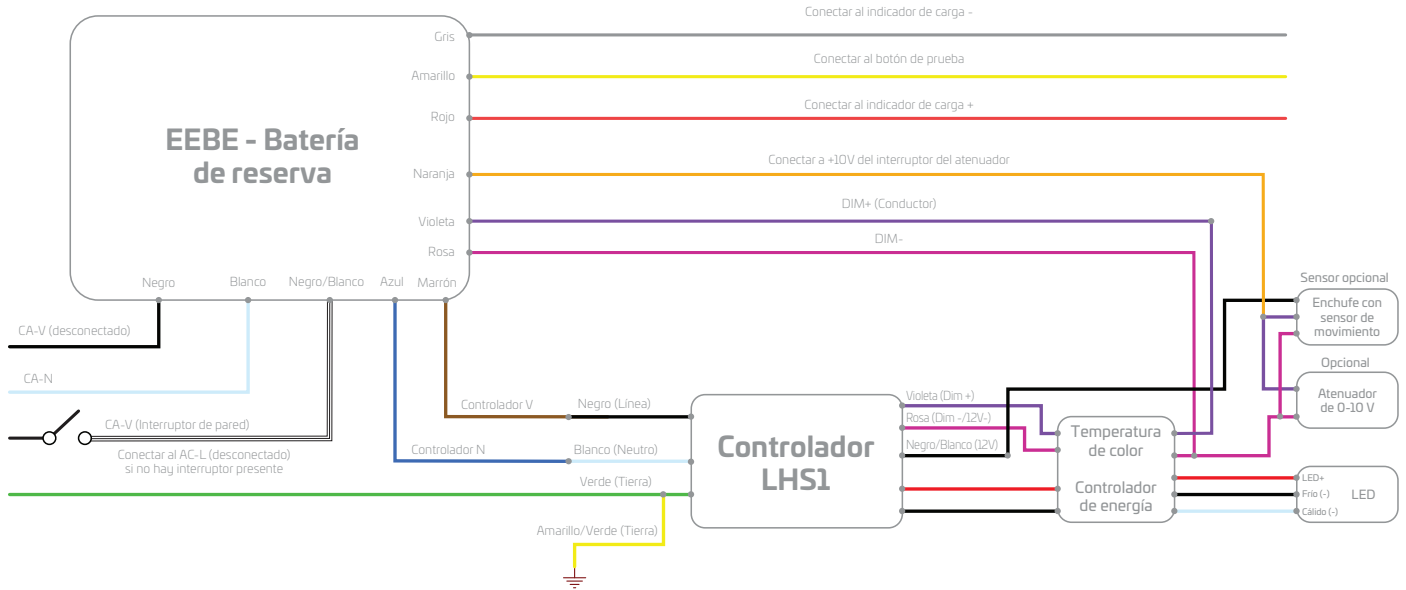 Conectar al indicador de carga -
Gris
Conectar al botón de prueba
Amarillo
Conectar al indicador de carga +
Rojo
EEBE - Batería
de reserva
Conectar a +10V del interruptor del atenuador
Naranja
DIM+ (Conductor)
Violeta
DIM-
Rosa
Negro
Blanco
Negro/Blanco
Azul
Marrón
Sensor opcional
Enchufe con
sensor de
movimiento
CA-V (desconectado)
Opcional
CA-N
Atenuador
de 0-10 V
Controlador V
Negro (Línea)
Violeta (Dim +)
Rosa (Dim -/12V-)
Negro/Blanco (12V)
CA-V (Interruptor de pared)
Conectar al AC-L (desconectado)
si no hay interruptor presente
Controlador
LHS1
Temperatura
de color
Controlador
de energía
Controlador N
Blanco (Neutro)
Verde (Tierra)
LED+
Frío (-)
LED
Cálido (-)
Amarillo/Verde (Tierra)